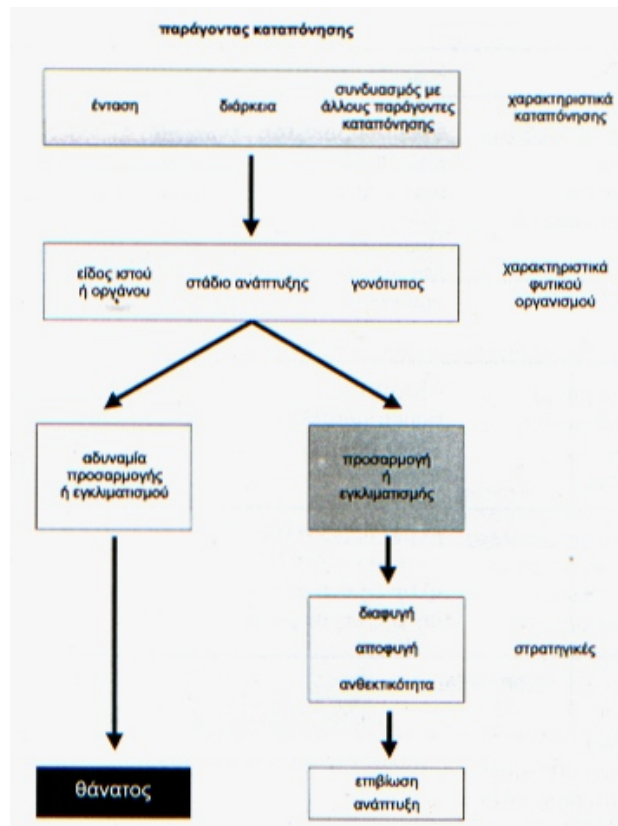 παράγοντας καταπόνησης
ένταση
διάρκεια
συνδυασμός με
άλλους παράγοντες
καταπόνησης
χαρακτηριστικά
καταπόνησης
είδος ιστού
ή οργάνου
στάδιο ανάπτυξης
γονότυπος
χαρακτηριστικά
φυτικού
οργανισμού
αδυναμία
προσαρμογής
ή εγκλιματισμού
προσαρμογή
ή
εγκλιματισμός
διαφυγή
αποφυγή
ανθεκτικότητα
στρατηγικές
θάνατος
επιβίωση
ανάπτυξη